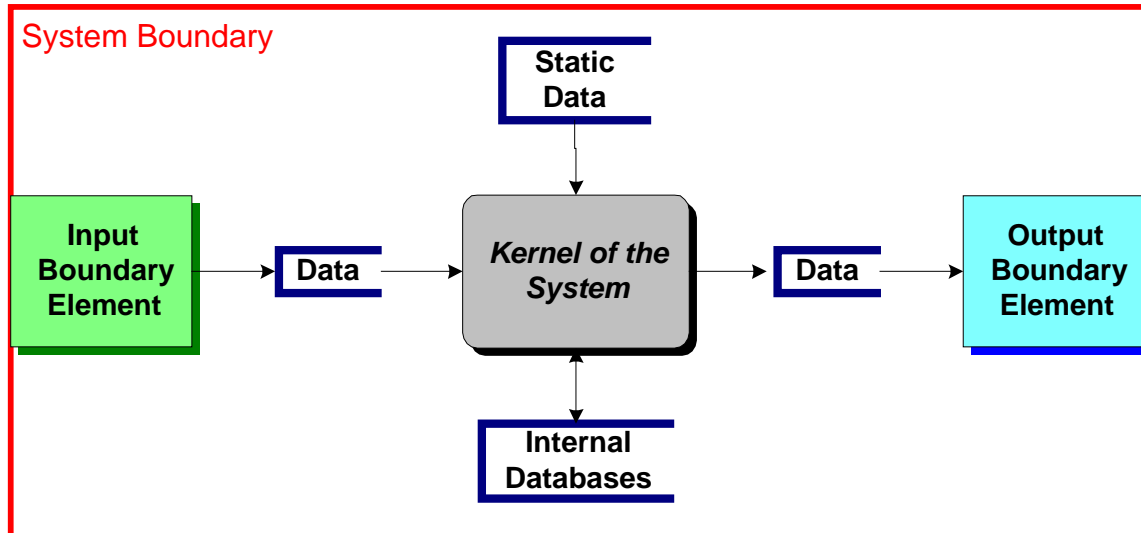 System Boundary
Static
Data
Input
Boundary
Element
Data
Kernel of the
System
Data
Output
Boundary
Element
Internal
Databases